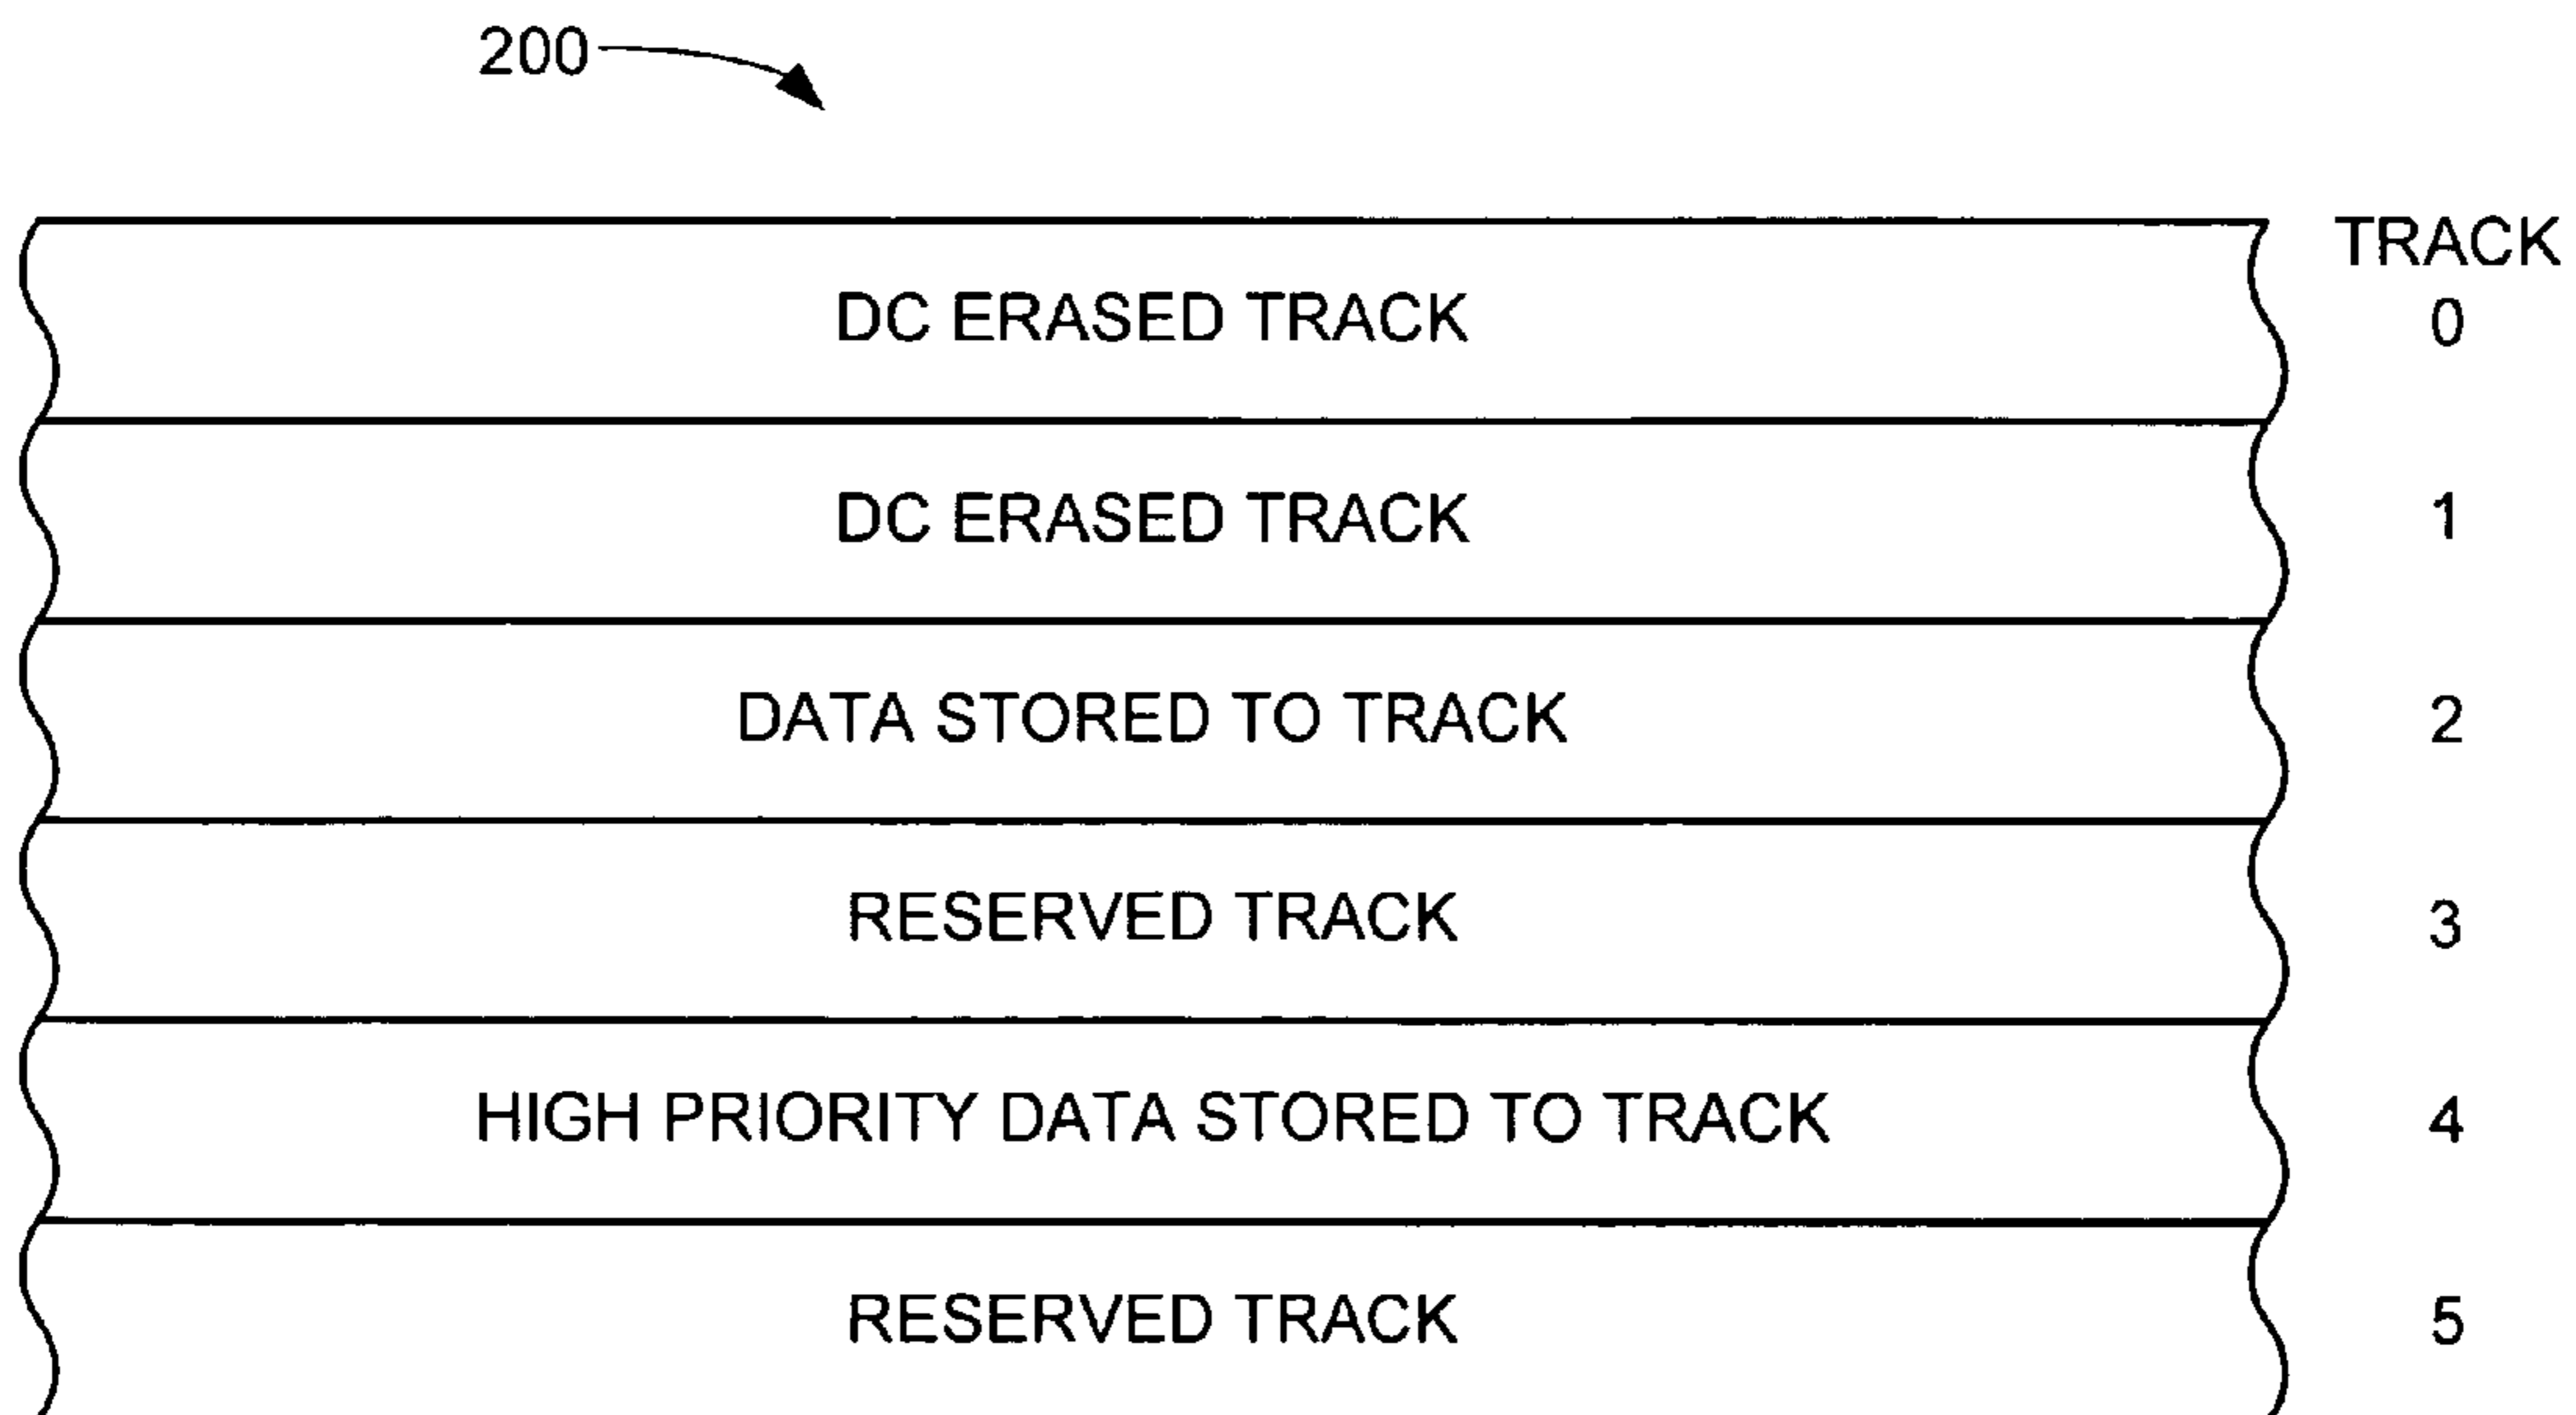 200
TRACK
DC ERASED TRACK 0
DC ERASED TRACK 1
DATA STORED TO TRACK 2
RESERVED TRACK 3
HIGH PRIORITY DATA STORED TO TRACK 4
RESERVED TRACK 5